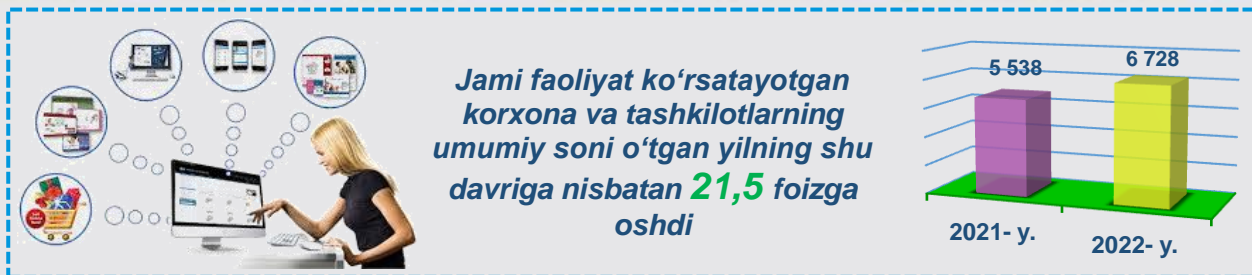 Jami faoliyat ko‘rsatayotgan
korxona va tashkilotlarning
umumiy soni o‘tgan yilning shu
davriga nisbatan 21,5 foizga
oshdi
5 538
6 728
2021- y.
2022- y.